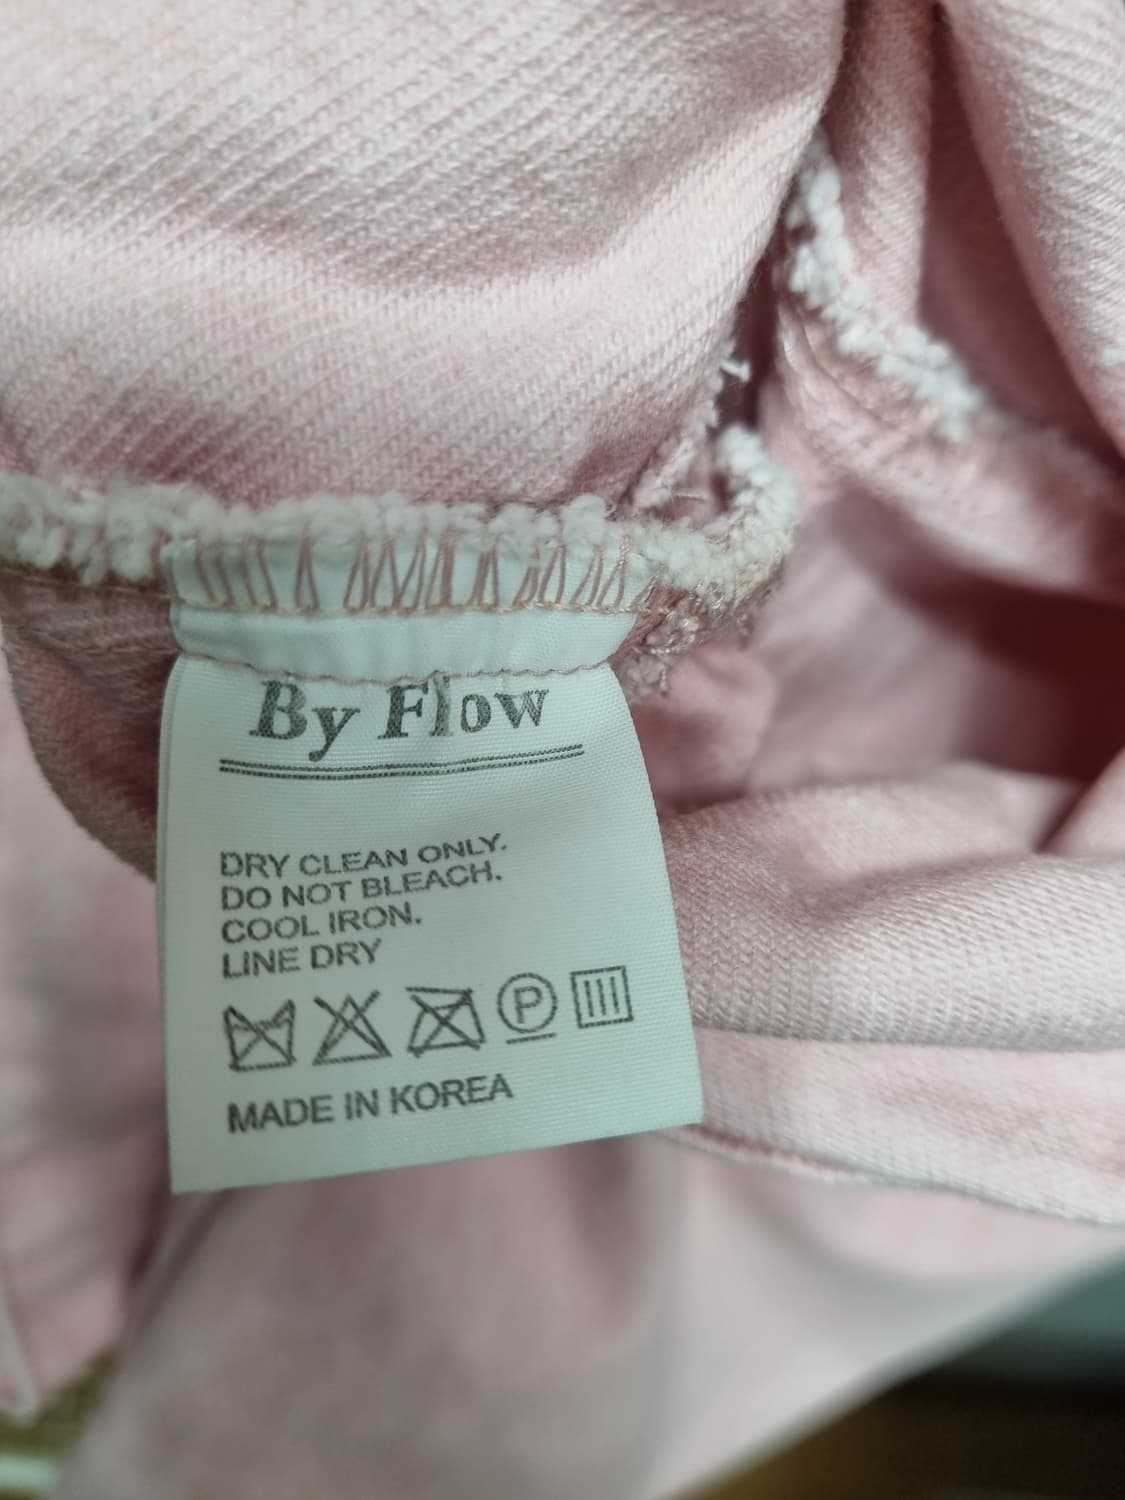 By Flow
DRY CLEAN ONLY.
DO NOT BLEACH.
COOL IRON.
LINE DRY
P
MADE IN KOREA